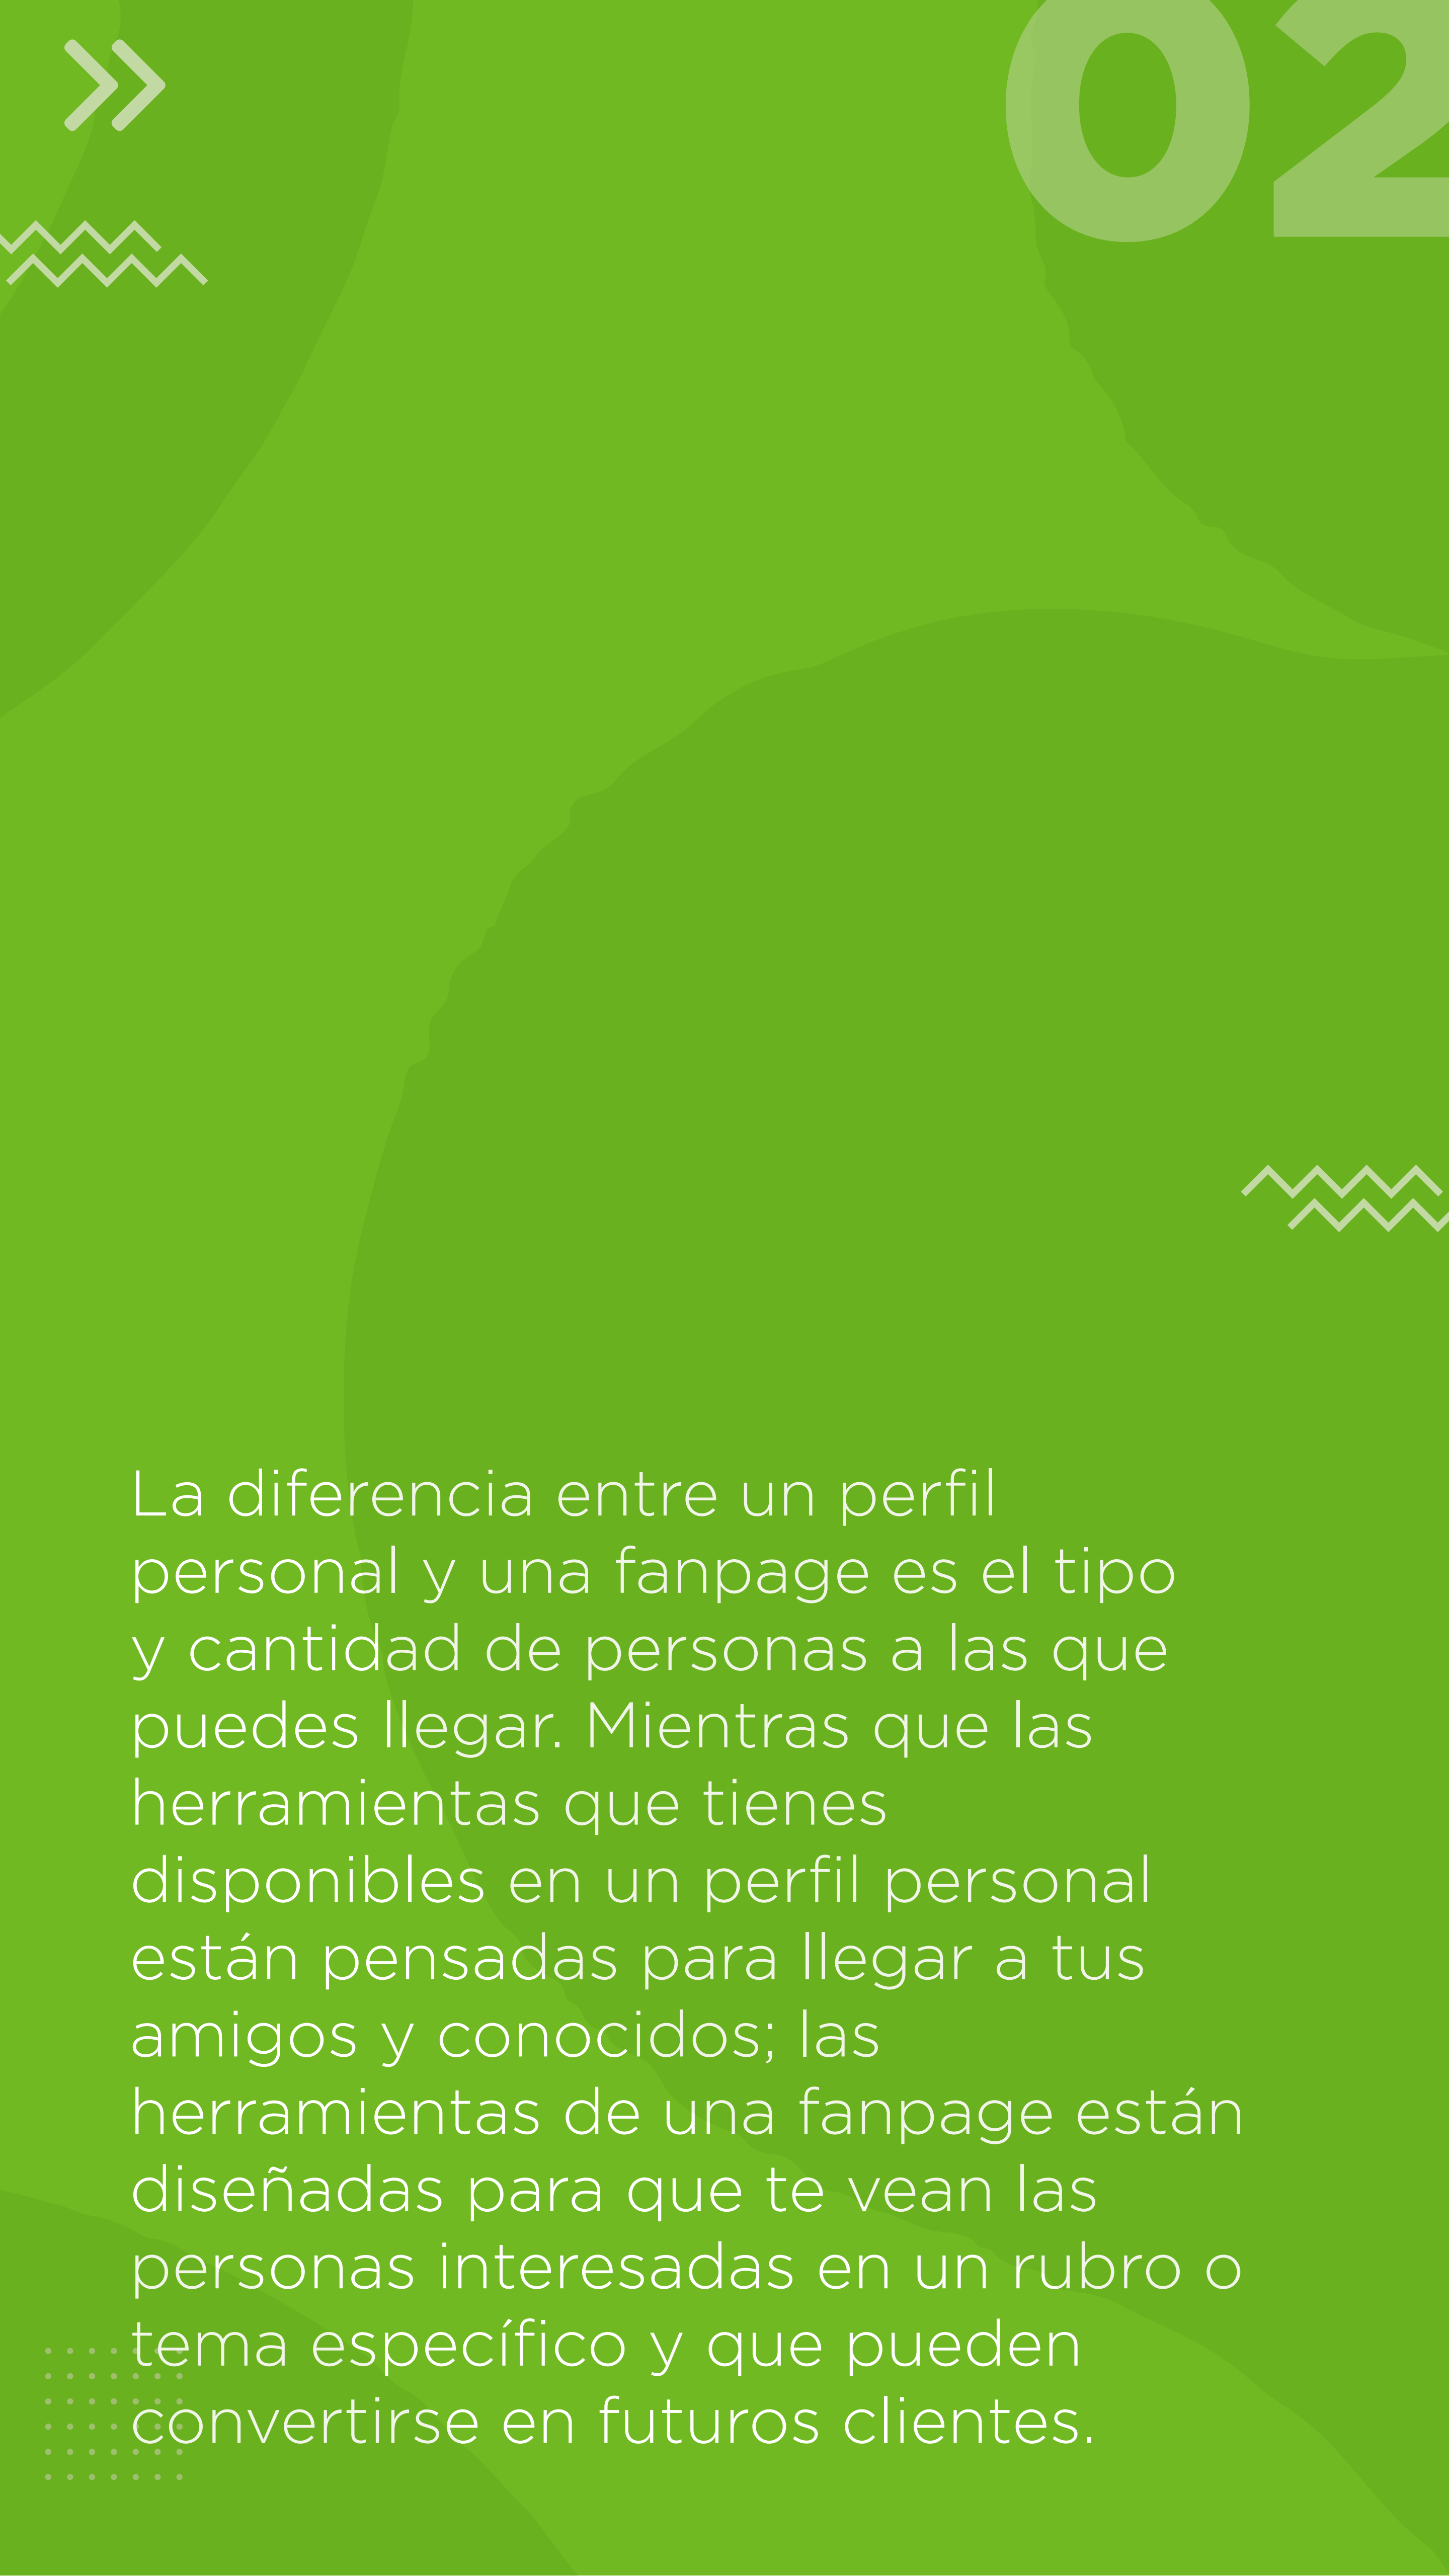 02
La diferencia entre un perfil
personal y una fanpage es el tipo
y cantidad de personas a las que
puedes llegar. Mientras que las
herramientas que tienes
disponibles en un perfil personal
están pensadas para llegar a tus
amigos y conocidos; las
herramientas de una fanpage están
diseñadas para que te vean las
personas interesadas en un rubro o
tema específico y que pueden
convertirse en futuros clientes.